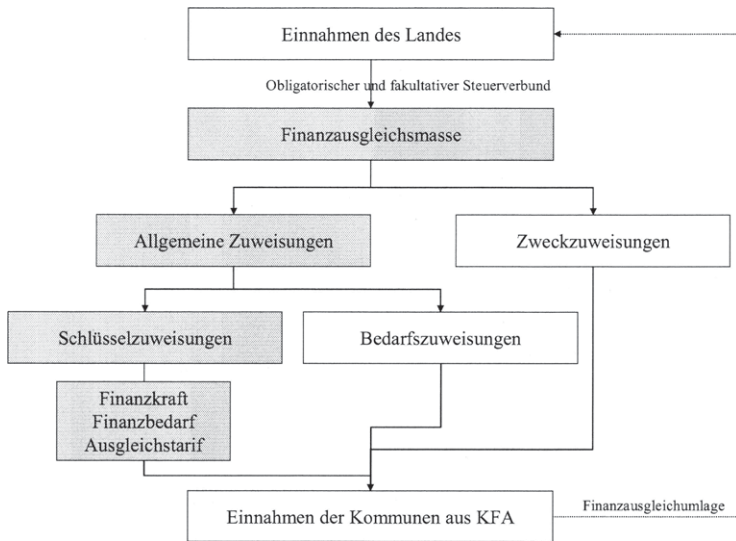 Einnahmen des Landes
Obligatorischer und fakultativer Steuerverbund
Finanzausgleichsmasse
Allgemeine Zuweisungen
Zweckzuweisungen
Schlüsselzuweisungen
Bedarfszuweisungen
Finanzkraft
Finanzbedarf
Ausgleichstarif
Einnahmen der Kommunen aus KFA
Finanzausgleichumlage